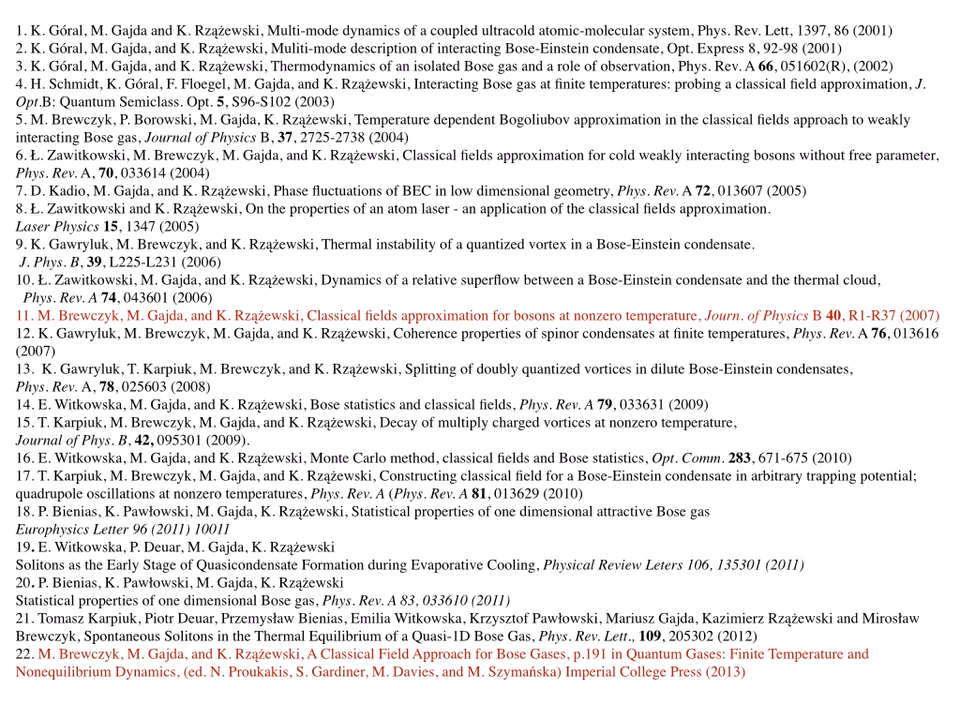 1. K. Góral, M. Gajda and K. Rzążewski, Multi-mode dynamics of a coupled ultracold atomic-molecular system, Phys. Rev. Lett, 1397, 86 (2001)
2. K. Góral, M. Gajda, and K. Rzążewski, Muliti-mode description of interacting Bose-Einstein condensate, Opt. Express 8, 92-98 (2001)
3. K. Góral, M. Gajda, and K. Rzążewski, Thermodynamics of an isolated Bose gas and a role of observation, Phys. Rev. A 66, 051602(R), (2002)
4. H. Schmidt, K. Góral, F. Floegel, M. Gajda, and K. Rzążewski, Interacting Bose gas at finite temperatures: probing a classical field approximation, J.
Opt.B: Quantum Semiclass. Opt. 5, S96-S102 (2003)
5. M. Brewczyk, P. Borowski, M. Gajda, K. Rzążewski, Temperature dependent Bogoliubov approximation in the classical fields approach to weakly
interacting Bose gas, Journal of Physics B, 37, 2725-2738 (2004)
6. Ł. Zawitkowski, M. Brewczyk, M. Gajda, and K. Rzążewski, Classical fields approximation for cold weakly interacting bosons without free parameter,
Phys. Rev. A, 70, 033614 (2004)
7. D. Kadio, M. Gajda, and K. Rzążewski, Phase fluctuations of BEC in low dimensional geometry, Phys. Rev. A 72, 013607 (2005)
8. Ł. Zawitkowski and K. Rzążewski, On the properties of an atom laser - an application of the classical fields approximation.
Laser Physics 15, 1347 (2005)
9. K. Gawryluk, M. Brewczyk, and K. Rzążewski, Thermal instability of a quantized vortex in a Bose-Einstein condensate.
J. Phys. B, 39, L225-L231 (2006)
10. Ł. Zawitkowski, M. Gajda, and K. Rzążewski, Dynamics of a relative superflow between a Bose-Einstein condensate and the thermal cloud,
Phys. Rev. A 74, 043601 (2006)
11. M. Brewczyk, M. Gajda, and K. Rzążewski, Classical fields approximation for bosons at nonzero temperature, Journ. of Physics B 40, R1-R37 (2007)
12. K. Gawryluk, M. Brewczyk, M. Gajda, and K. Rzążewski, Coherence properties of spinor condensates at finite temperatures, Phys. Rev. A 76, 013616
(2007)
13. K. Gawryluk, T. Karpiuk, M. Brewczyk, and K. Rzążewski, Splitting of doubly quantized vortices in dilute Bose-Einstein condensates,
Phys. Rev. A, 78, 025603 (2008)
14. E. Witkowska, M. Gajda, and K. Rzążewski, Bose statistics and classical fields, Phys. Rev. A 79, 033631 (2009)
15. T. Karpiuk, M. Brewczyk, M. Gajda, and K. Rzążewski, Decay of multiply charged vortices at nonzero temperature,
Journal of Phys. B, 42, 095301 (2009).
16. E. Witkowska, M. Gajda, and K. Rzążewski, Monte Carlo method, classical fields and Bose statistics, Opt. Comm. 283, 671-675 (2010)
17. T. Karpiuk, M. Brewczyk, M. Gajda, and K. Rzążewski, Constructing classical field for a Bose-Einstein condensate in arbitrary trapping potential;
quadrupole oscillations at nonzero temperatures, Phys. Rev. A (Phys. Rev. A 81, 013629 (2010)
18. P. Bienias, K. Pawłowski, M. Gajda, K. Rzążewski, Statistical properties of one dimensional attractive Bose gas
Europhysics Letter 96 (2011) 10011
19. E. Witkowska, P. Deuar, M. Gajda, K. Rzążewski
Solitons as the Early Stage of Quasicondensate Formation during Evaporative Cooling, Physical Review Leters 106, 135301 (2011)
20. P. Bienias, K. Pawłowski, M. Gajda, K. Rzążewski
Statistical properties of one dimensional Bose gas, Phys. Rev. A 83, 033610 (2011)
21. Tomasz Karpiuk, Piotr Deuar, Przemysław Bienias, Emilia Witkowska, Krzysztof Pawłowski, Mariusz Gajda, Kazimierz Rzążewski and Mirosław
Brewczyk, Spontaneous Solitons in the Thermal Equilibrium of a Quasi-1D Bose Gas, Phys. Rev. Lett., 109, 205302 (2012)
22. M. Brewczyk, M. Gajda, and K. Rzążewski, A Classical Field Approach for Bose Gases, p.191 in Quantum Gases: Finite Temperature and
Nonequilibrium Dynamics, (ed. N. Proukakis, S. Gardiner, M. Davies, and M. Szymańska) Imperial College Press (2013)